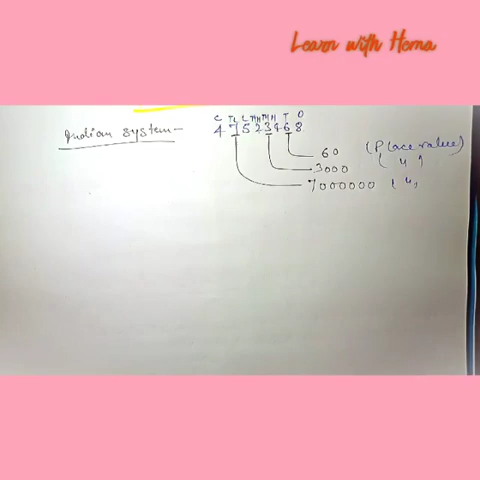 Learn with Hema
C TL L TTH TH H T O
Indian system- 4 7 5 2 3 4 6 8
60 (Place value)
3000 ( " )
7000000 ( ",